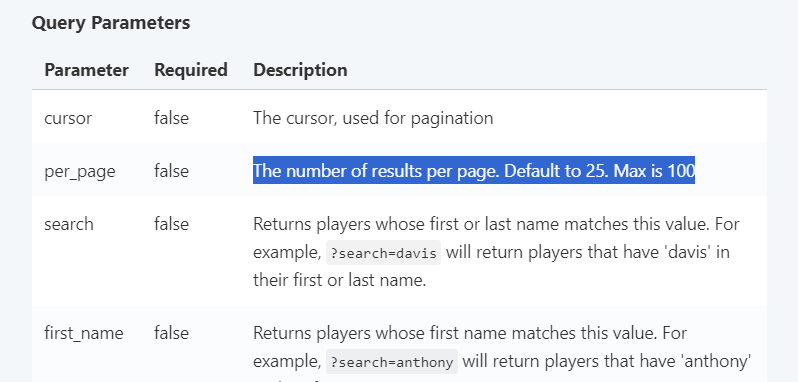 Query Parameters
Parameter Required Description
cursor false The cursor, used for pagination
per_page false The number of results per page. Default to 25. Max is 100
search false Returns players whose first or last name matches this value. For
example, ?search=davis will return players that have 'davis' in
their first or last name.
first_name false Returns players whose first name matches this value. For
example, ?search=anthony will return players that have 'anthony'